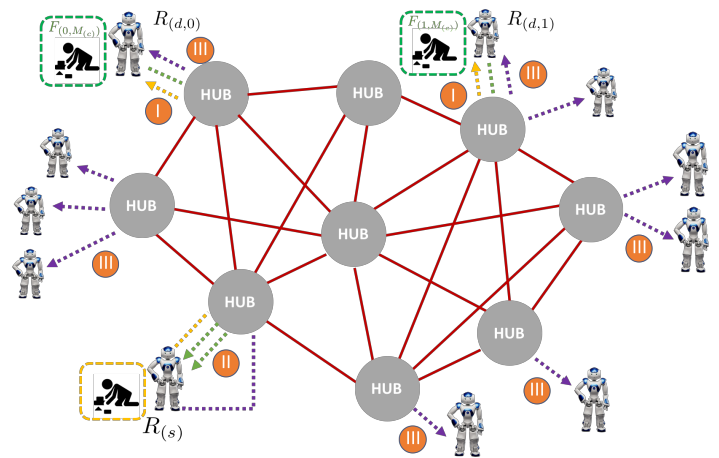 F(0,M(c))
R(d,0)
III
I
HUB
HUB
F(1,M(c))
R(d,1)
III
I
HUB
HUB
III
HUB
HUB
III
HUB
II
R(s)
HUB
III
HUB
III